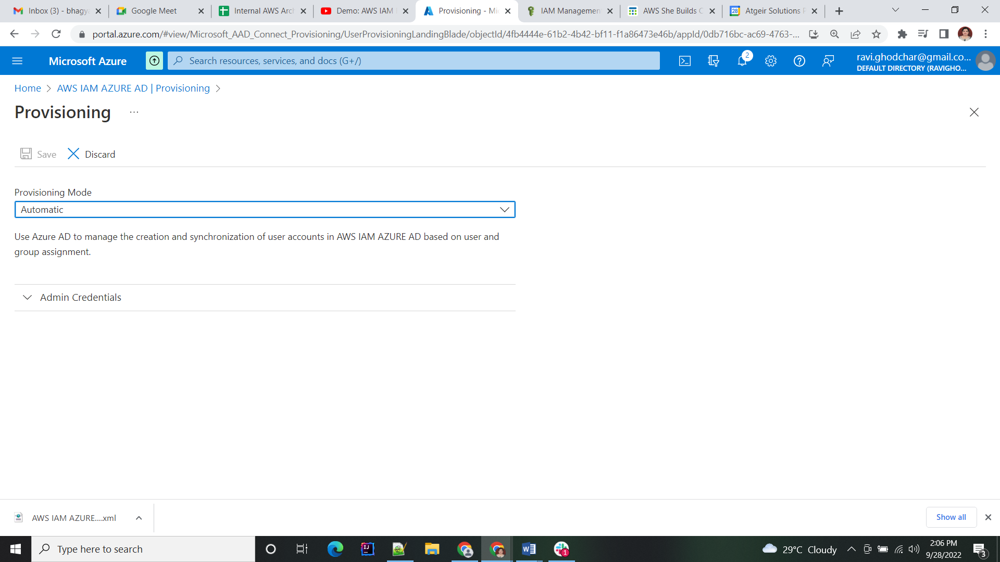 Inbox (3) - bhagy
Google Meet
Internal AWS Arch
Demo: AWS IAM
Provisioning - Mi
IAM Management
AWS She Builds C
28
Atgeir Solutions
portal.azure.com/#view/Microsoft_AAD_Connect_Provisioning/UserProvisioningLandingBlade/objectId/4fb4444e-61b2-4b42-bf11-f1a86473e46b/appId/0db716bc-ac69-4763-...
Microsoft Azure
Search resources, services, and docs (G+/)
2
ravi.ghodchar@gmail.co...
DEFAULT DIRECTORY (RAVIGHO...
Home > AWS IAM AZURE AD | Provisioning >
Provisioning ...
Save
Discard
Provisioning Mode
Automatic
Use Azure AD to manage the creation and synchronization of user accounts in AWS IAM AZURE AD based on user and
group assignment.
Admin Credentials
AWS IAM AZURE....xml
Show all
Type here to search
IJ
W
1
29°C Cloudy
2:06 PM
9/28/2022
3